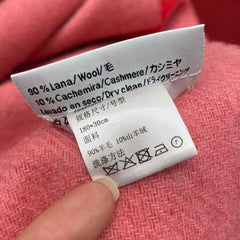 90% Lana/Wool/毛
10% Cachemira/Cashmere/カシミヤ
Lavado en seco/Dry clean/ドライクリーニング
规格尺寸/号型
180*30cm
面料
90%羊毛 10%山羊绒
洗涤方法